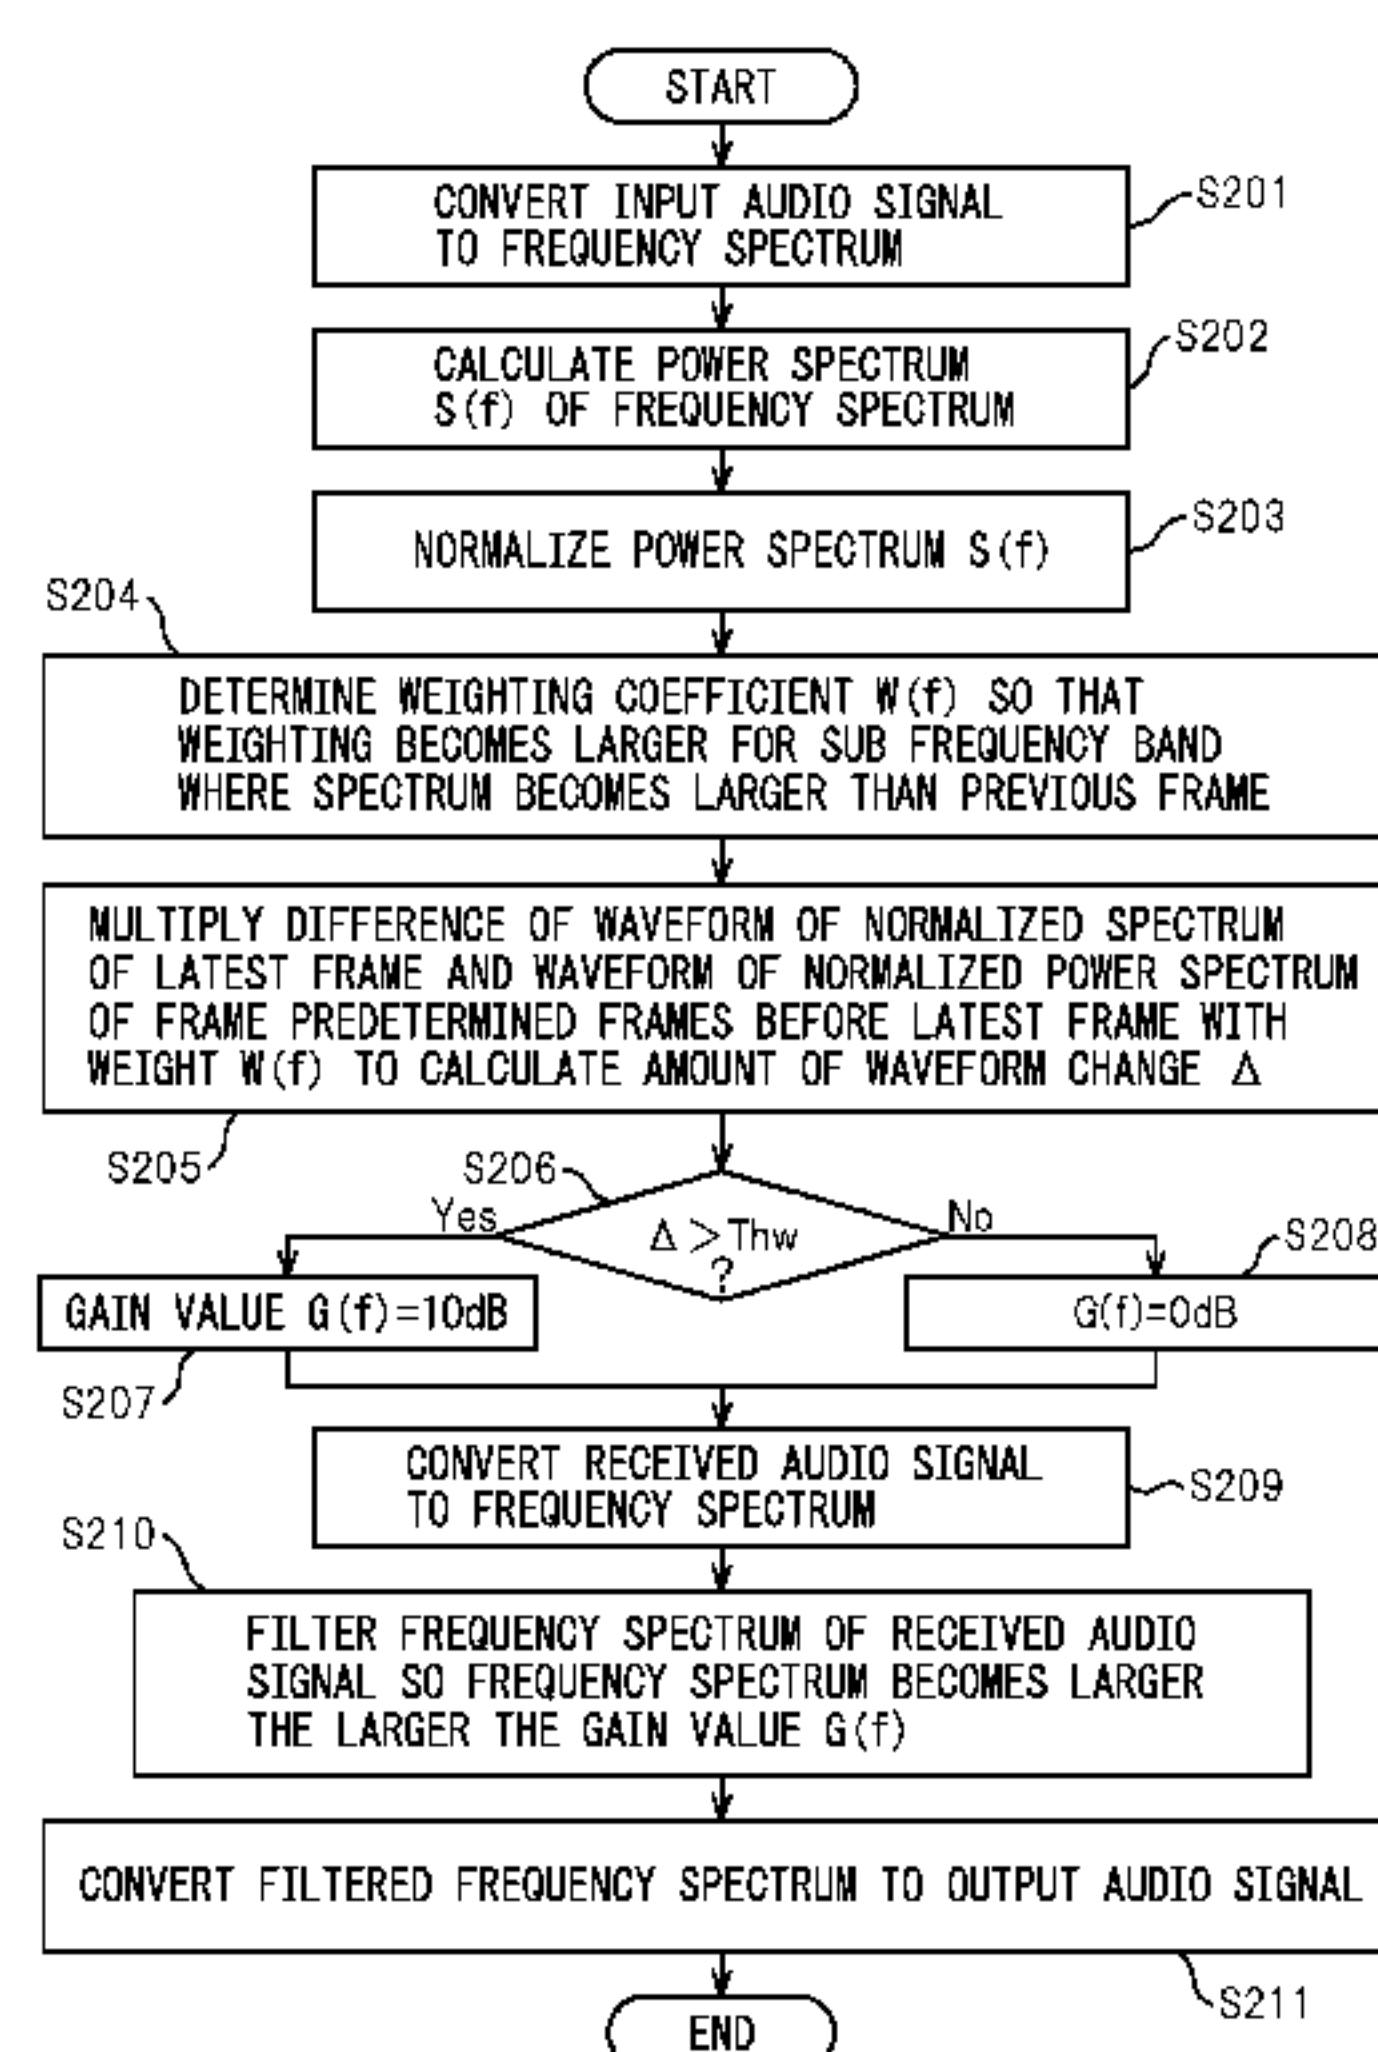 START
CONVERT INPUT AUDIO SIGNAL
TO FREQUENCY SPECTRUM
S201
CALCULATE POWER SPECTRUM
S(f) OF FREQUENCY SPECTRUM
S202
NORMALIZE POWER SPECTRUM S(f)
S203
S204
DETERMINE WEIGHTING COEFFICIENT W(f) SO THAT
WEIGHTING BECOMES LARGER FOR SUB FREQUENCY BAND
WHERE SPECTRUM BECOMES LARGER THAN PREVIOUS FRAME
MULTIPLY DIFFERENCE OF WAVEFORM OF NORMALIZED SPECTRUM
OF LATEST FRAME AND WAVEFORM OF NORMALIZED POWER SPECTRUM
OF FRAME PREDETERMINED FRAMES BEFORE LATEST FRAME WITH
WEIGHT W(f) TO CALCULATE AMOUNT OF WAVEFORM CHANGE Δ
S205
S206
Yes
Δ>Thw
?
No
S208
GAIN VALUE G(f)=10dB
G(f)=0dB
S207
CONVERT RECEIVED AUDIO SIGNAL
TO FREQUENCY SPECTRUM
S209
S210
FILTER FREQUENCY SPECTRUM OF RECEIVED AUDIO
SIGNAL SO FREQUENCY SPECTRUM BECOMES LARGER
THE LARGER THE GAIN VALUE G(f)
CONVERT FILTERED FREQUENCY SPECTRUM TO OUTPUT AUDIO SIGNAL
S211
END